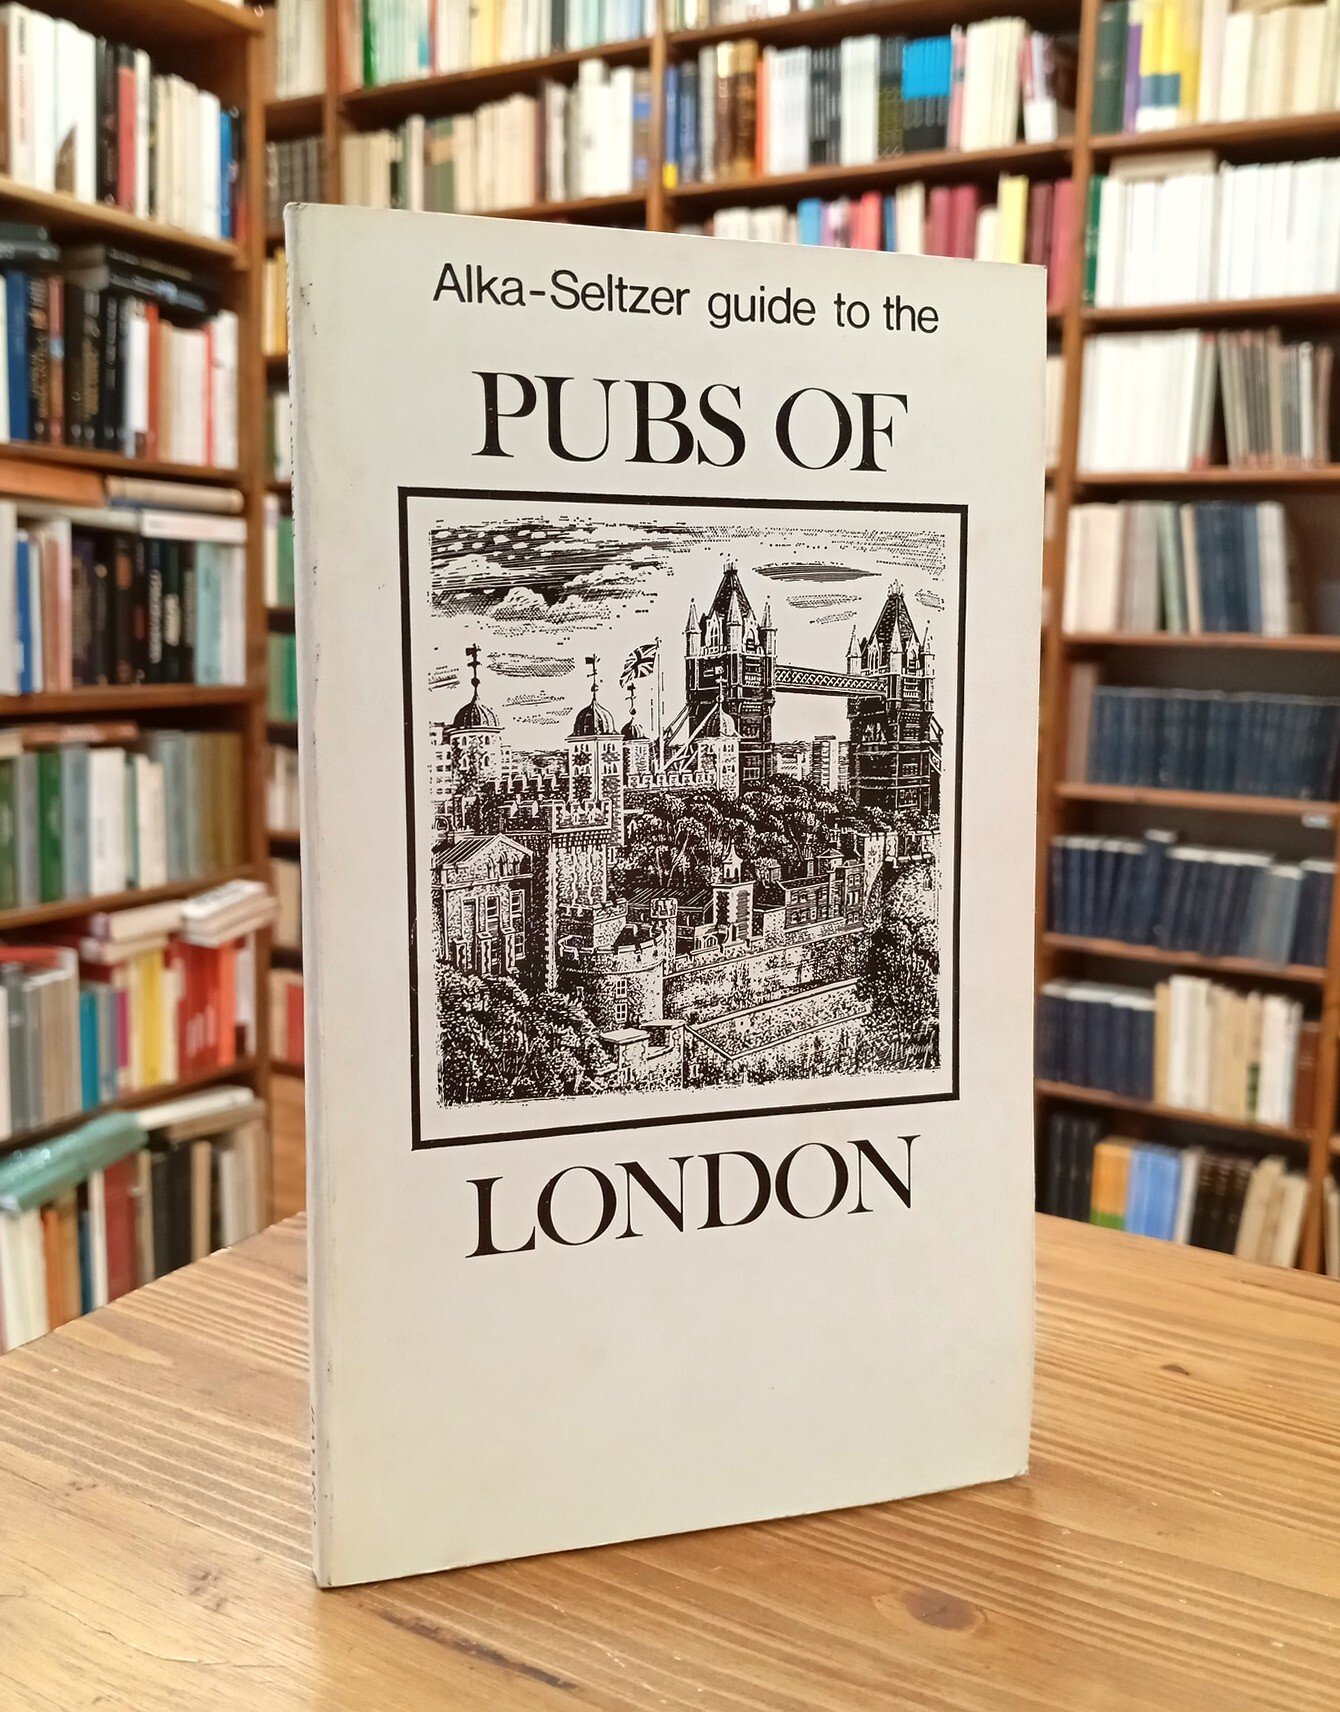 Alka-Seltzer guide to the
PUBS OF
LONDON